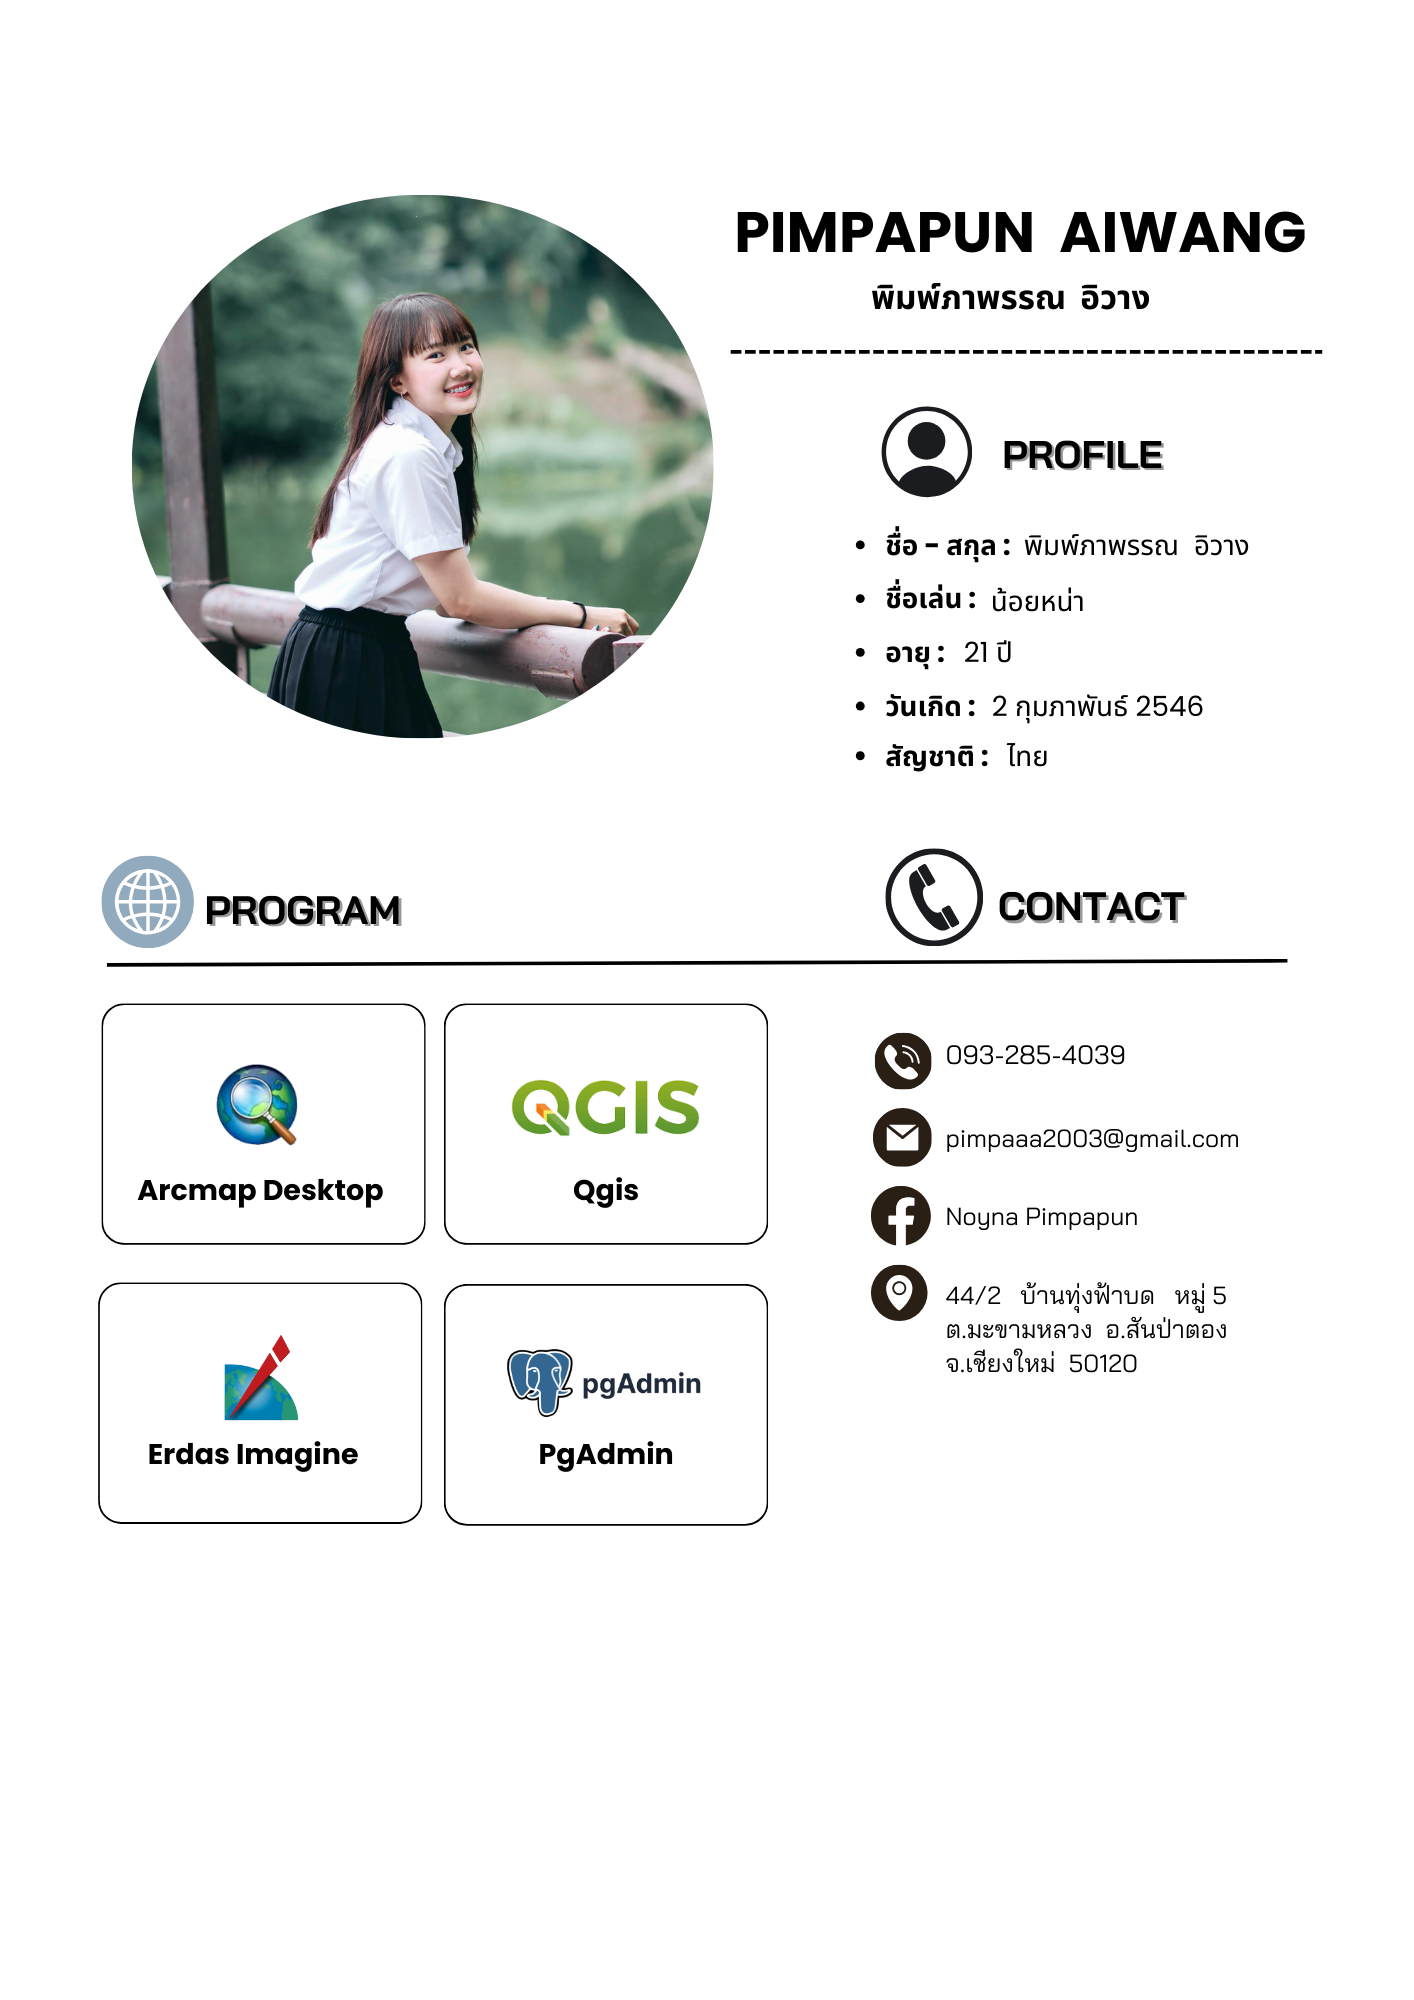 PIMPAPUN AIWANG
พิมพ์ภาพรรณ อิวาง
PROFILE
• ชื่อ - สกุล : พิมพ์ภาพรรณ อิวาง
• ชื่อเล่น : น้อยหน่า
• อายุ : 21 ปี
• วันเกิด : 2 กุมภาพันธ์ 2546
• สัญชาติ : ไทย
PROGRAM
Arcmap Desktop
QGIS
Qgis
Erdas Imagine
pgAdmin
PgAdmin
CONTACT
093-285-4039
pimpaaa2003@gmail.com
Noyna Pimpapun
44/2 บ้านทุ่งฟ้าบด หมู่ 5
ต.มะขามหลวง อ.สันป่าตอง
จ.เชียงใหม่ 50120